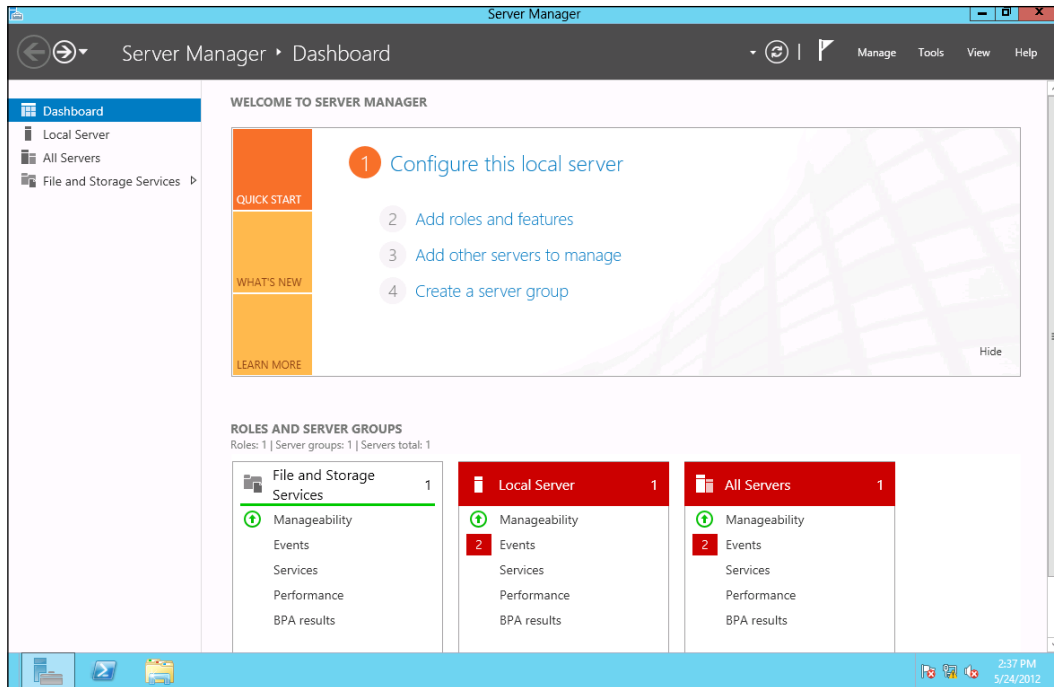 Server Manager
Server Manager ‣ Dashboard
Manage Tools View Help
Dashboard
Local Server
All Servers
File and Storage Services
WELCOME TO SERVER MANAGER
QUICK START
WHAT'S NEW
LEARN MORE
1 Configure this local server
2 Add roles and features
3 Add other servers to manage
4 Create a server group
Hide
ROLES AND SERVER GROUPS
Roles: 1 | Server groups: 1 | Servers total: 1
File and Storage
Services 1
Manageability
Events
Services
Performance
BPA results
Local Server 1
Manageability
2 Events
Services
Performance
BPA results
All Servers 1
Manageability
2 Events
Services
Performance
BPA results
2:37 PM
5/24/2012